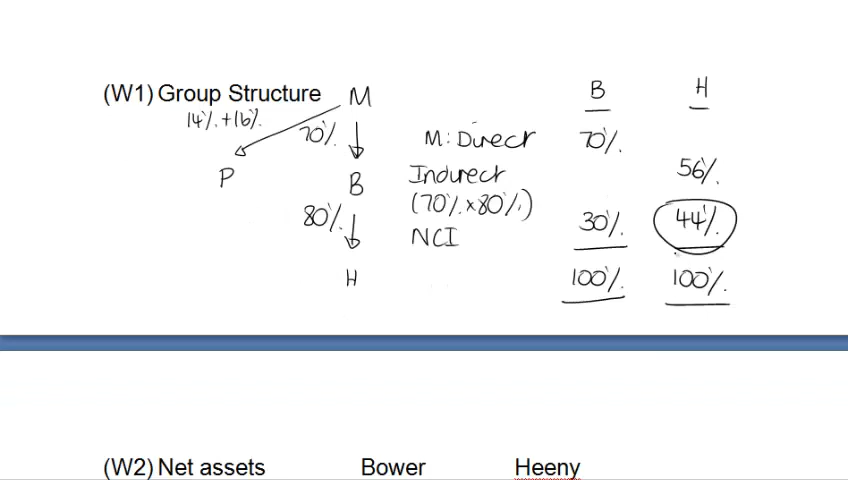 (W1) Group Structure M B H
14% + 16% 70% M: Direct 70%
P B Indirect 56%
80% (70% x 80%)
NCI 30% 44%
H 100% 100%
(W2) Net assets Bower Heeny